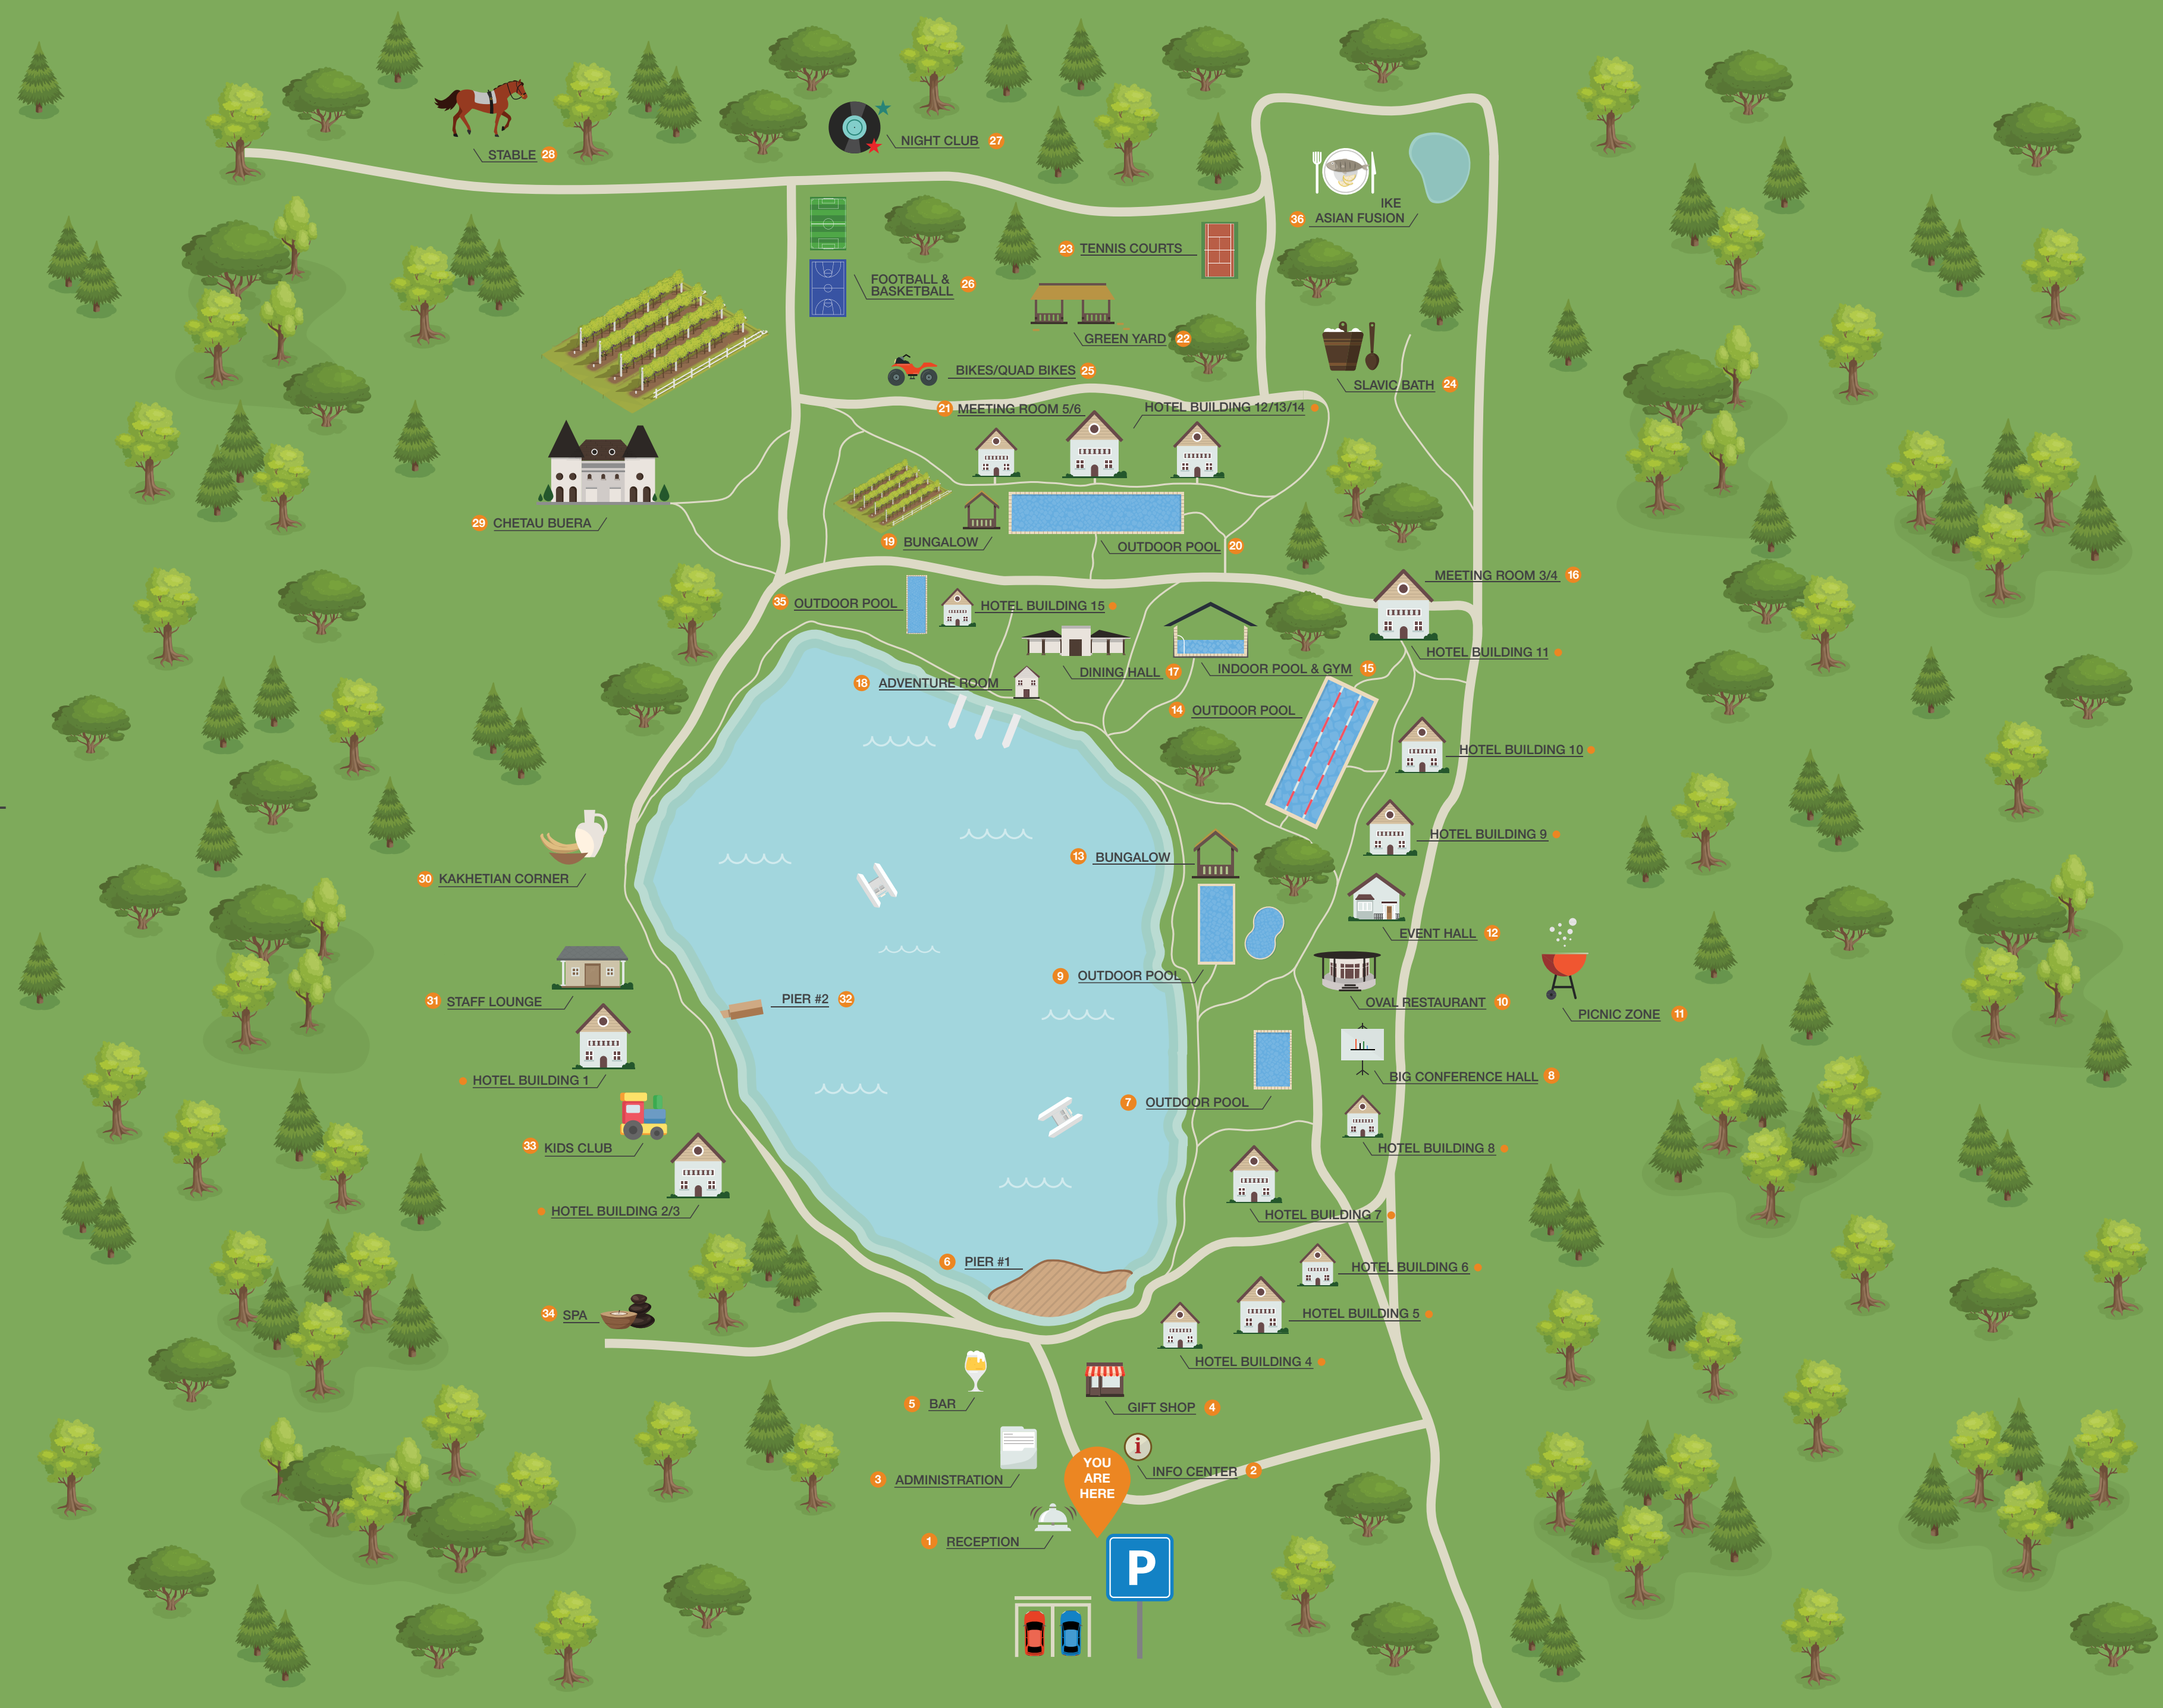 STABLE 28
NIGHT CLUB 27
IKE
36 ASIAN FUSION
23 TENNIS COURTS
FOOTBALL &
BASKETBALL 26
GREEN YARD 22
BIKES/QUAD BIKES 25
SLAVIC BATH 24
21 MEETING ROOM 5/6
HOTEL BUILDING 12/13/14
29 CHETAU BUERA
19 BUNGALOW
OUTDOOR POOL 20
MEETING ROOM 3/4 16
35 OUTDOOR POOL
HOTEL BUILDING 15
HOTEL BUILDING 11
DINING HALL 17
INDOOR POOL & GYM 15
18 ADVENTURE ROOM
14 OUTDOOR POOL
HOTEL BUILDING 10
HOTEL BUILDING 9
13 BUNGALOW
30 KAKHETIAN CORNER
EVENT HALL 12
9 OUTDOOR POOL
31 STAFF LOUNGE
PIER #2 32
OVAL RESTAURANT 10
PICNIC ZONE 11
HOTEL BUILDING 1
BIG CONFERENCE HALL 8
7 OUTDOOR POOL
33 KIDS CLUB
HOTEL BUILDING 8
HOTEL BUILDING 2/3
HOTEL BUILDING 7
6 PIER #1
HOTEL BUILDING 6
34 SPA
HOTEL BUILDING 5
HOTEL BUILDING 4
5 BAR
GIFT SHOP 4
YOU
ARE
HERE
INFO CENTER 2
3 ADMINISTRATION
1 RECEPTION
P